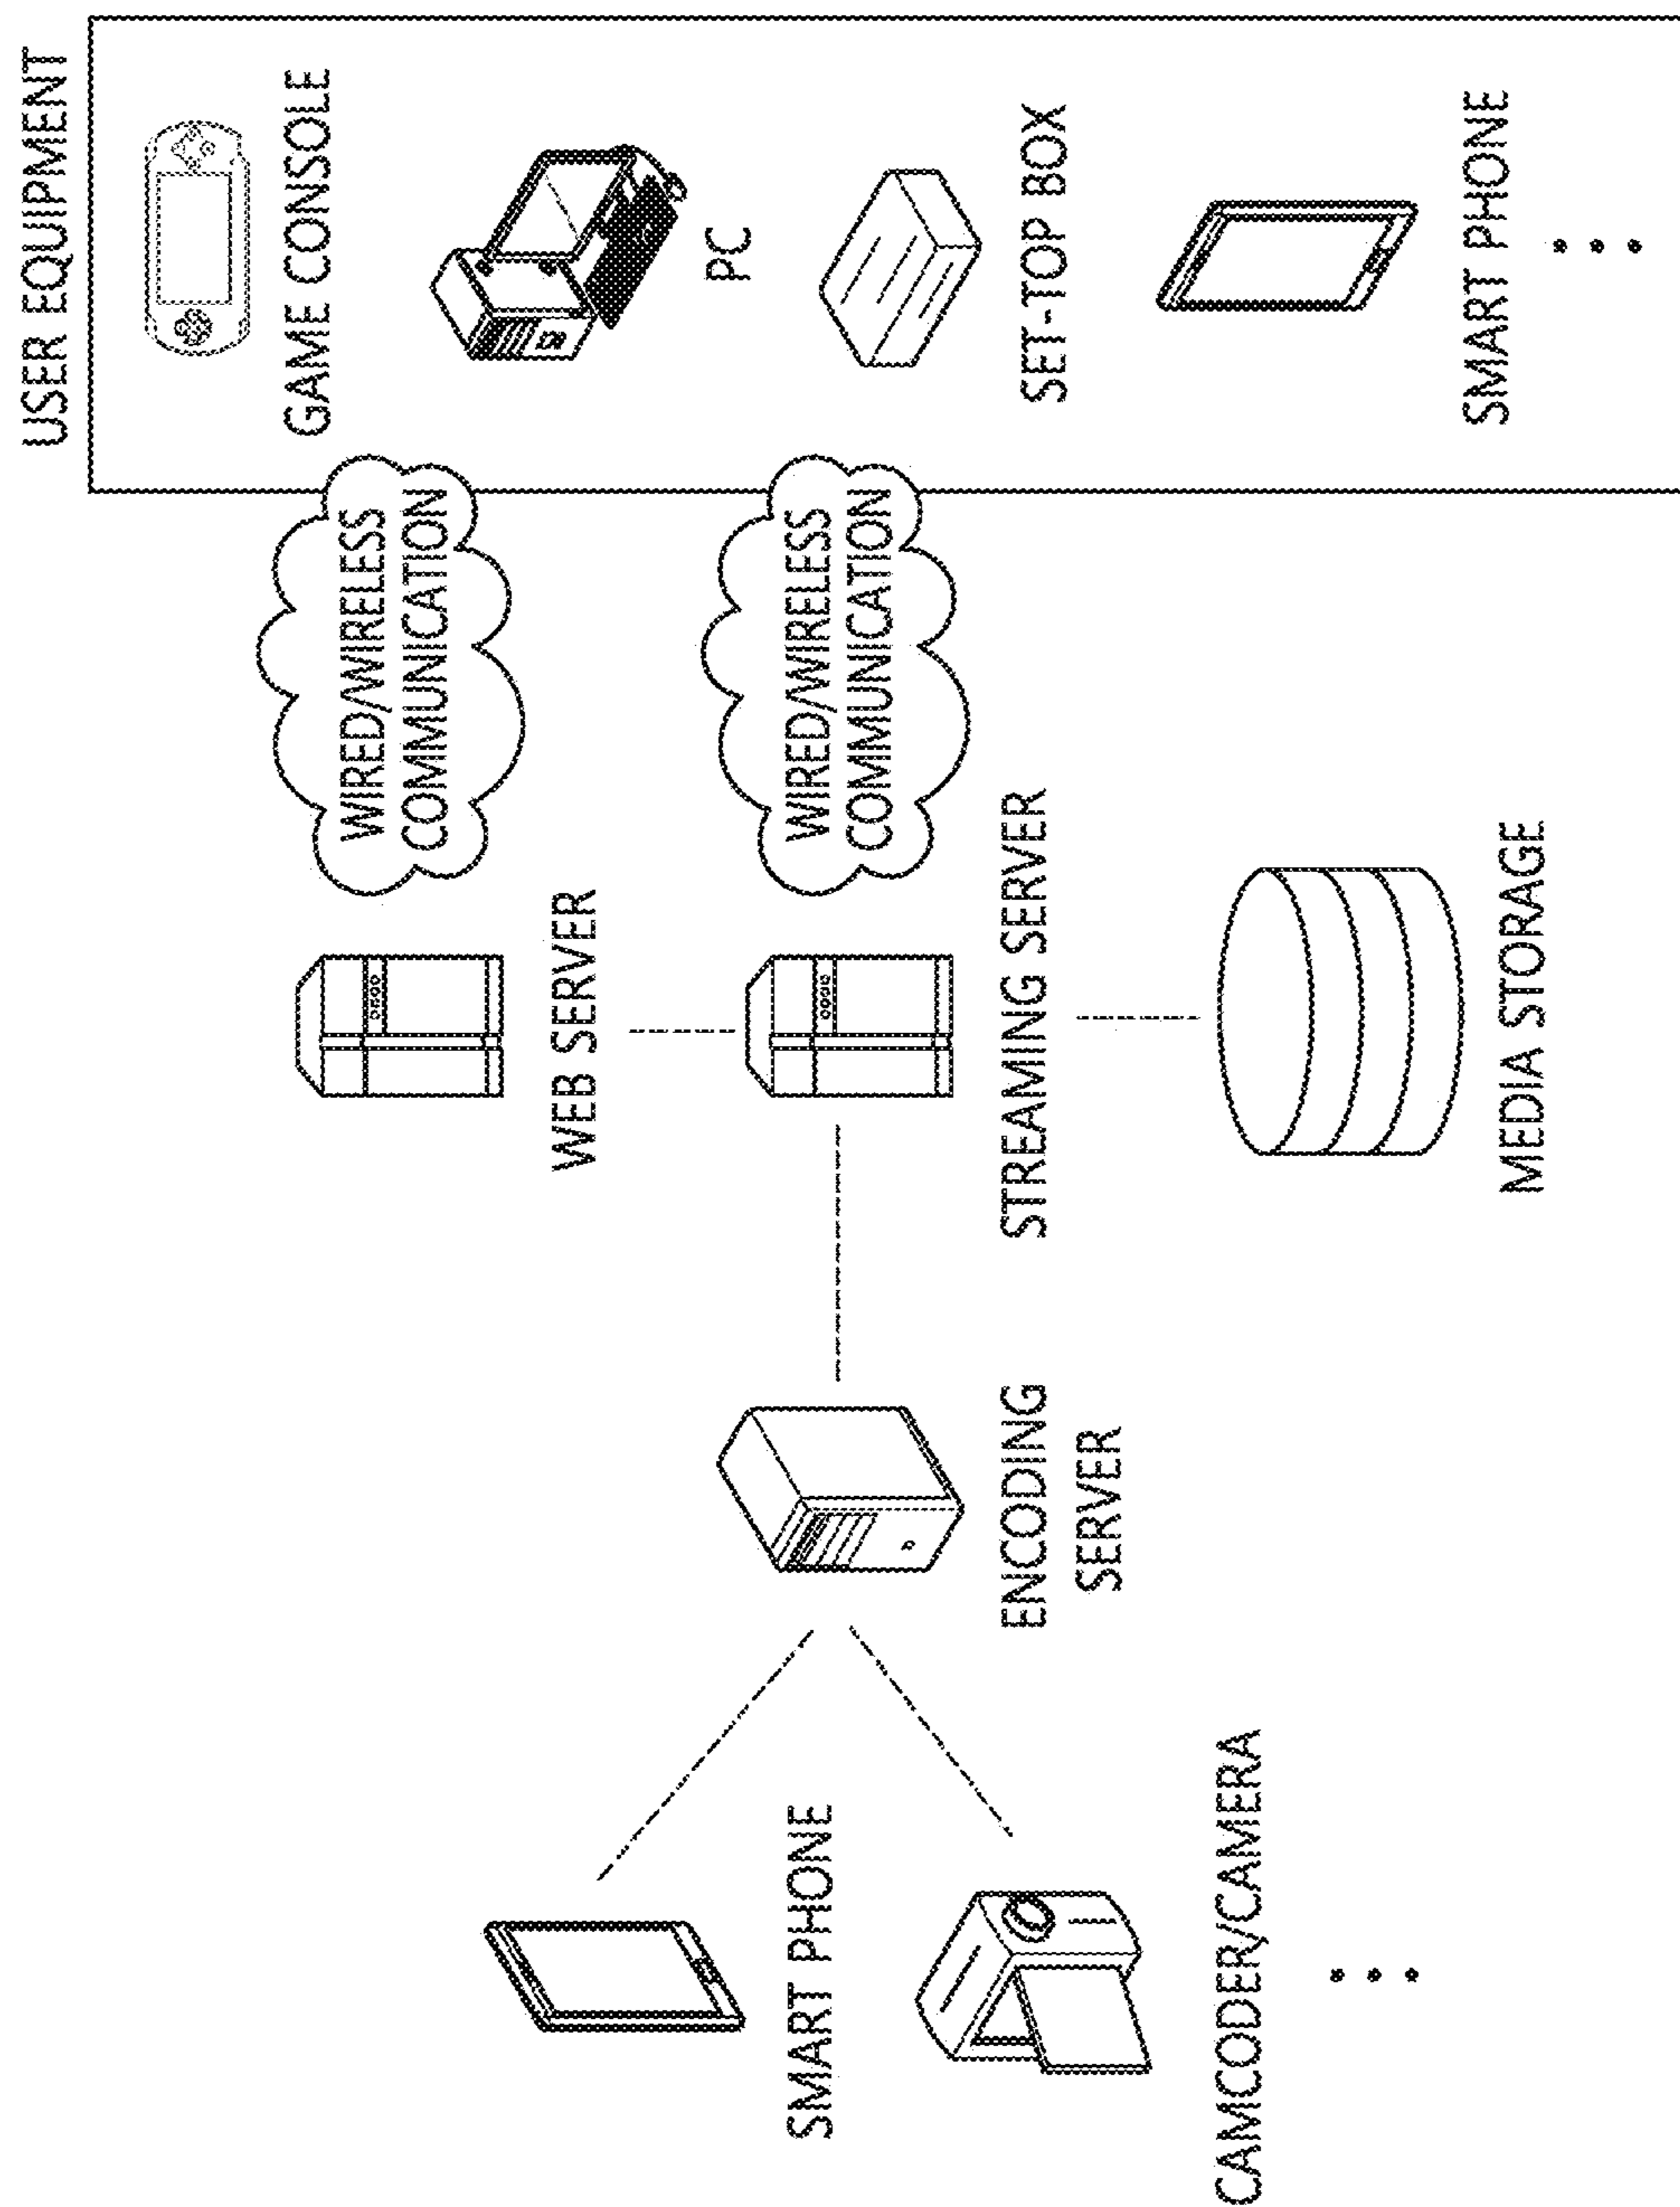 USER EQUIPMENT
GAME CONSOLE
PC
SET-TOP BOX
SMART PHONE
WIRED/WIRELESS
COMMUNICATION
WIRED/WIRELESS
COMMUNICATION
WEB SERVER
STREAMING SERVER
MEDIA STORAGE
ENCODING
SERVER
SMART PHONE
CAMCODER/CAMERA